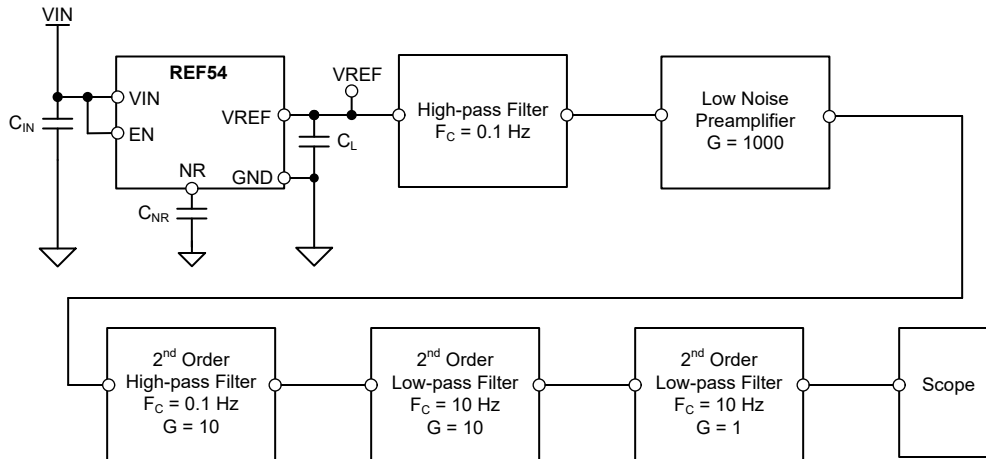 VIN
REF54
VIN
EN
C_IN
VREF
GND
NR
C_NR
C_L
VREF
High-pass Filter
F_C = 0.1 Hz
Low Noise
Preamplifier
G = 1000
2nd Order
High-pass Filter
F_C = 0.1 Hz
G = 10
2nd Order
Low-pass Filter
F_C = 10 Hz
G = 10
2nd Order
Low-pass Filter
F_C = 10 Hz
G = 1
Scope